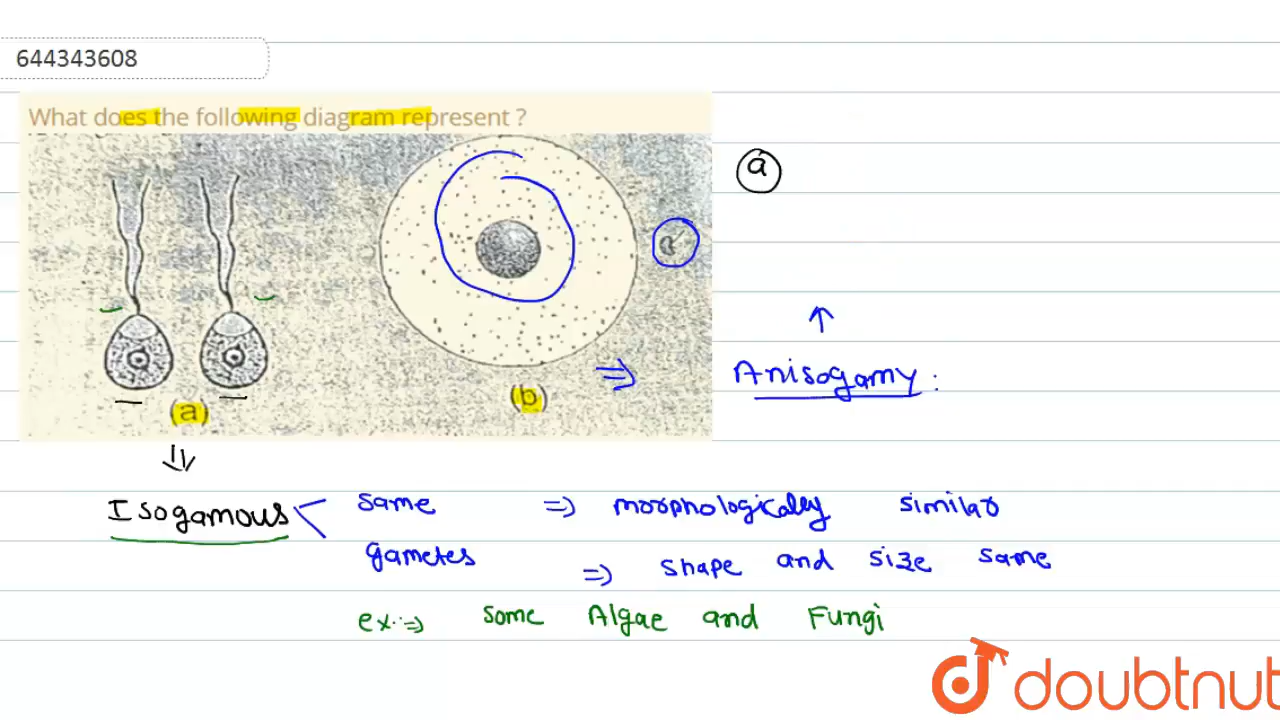 644343608
What does the following diagram represent ?
a
Anisogamy :
(b)
(a)
Isogamous
same ⇒ morphologically similar
gametes ⇒ shape and size same
ex.⇒ some Algae and Fungi
doubtnut